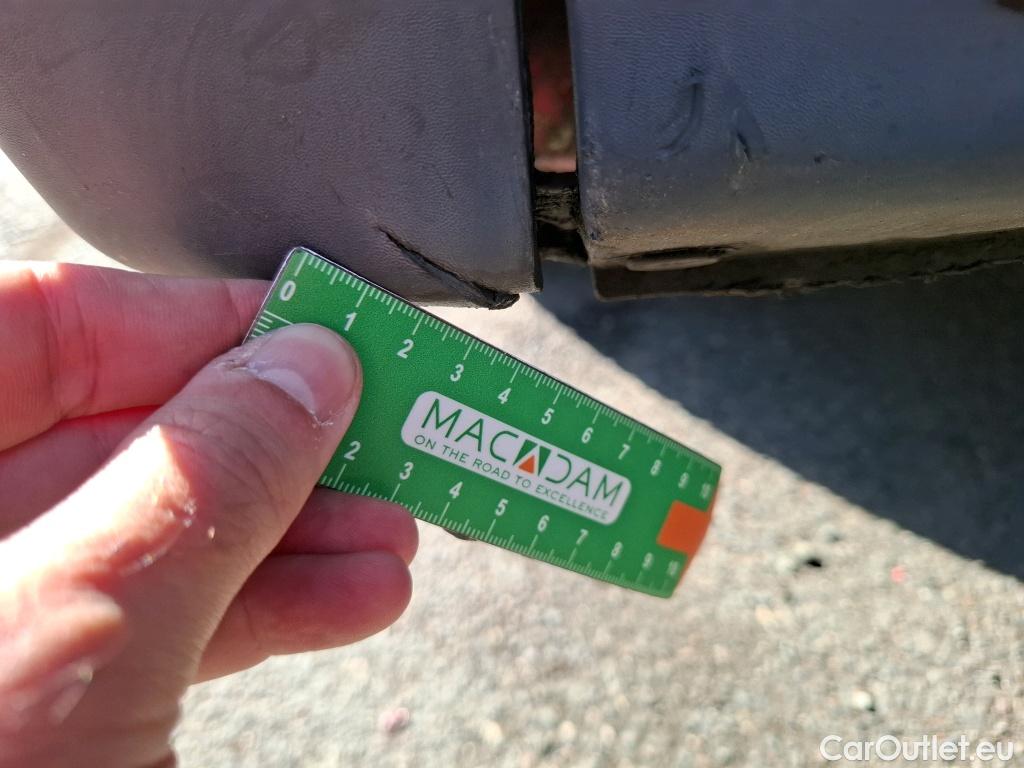 0 1 2 3 4 5 6 7 8 9 10
MACADAM
ON THE ROAD TO EXCELLENCE
2 3 4 5 6 7 8 9 10
CarOutlet.eu